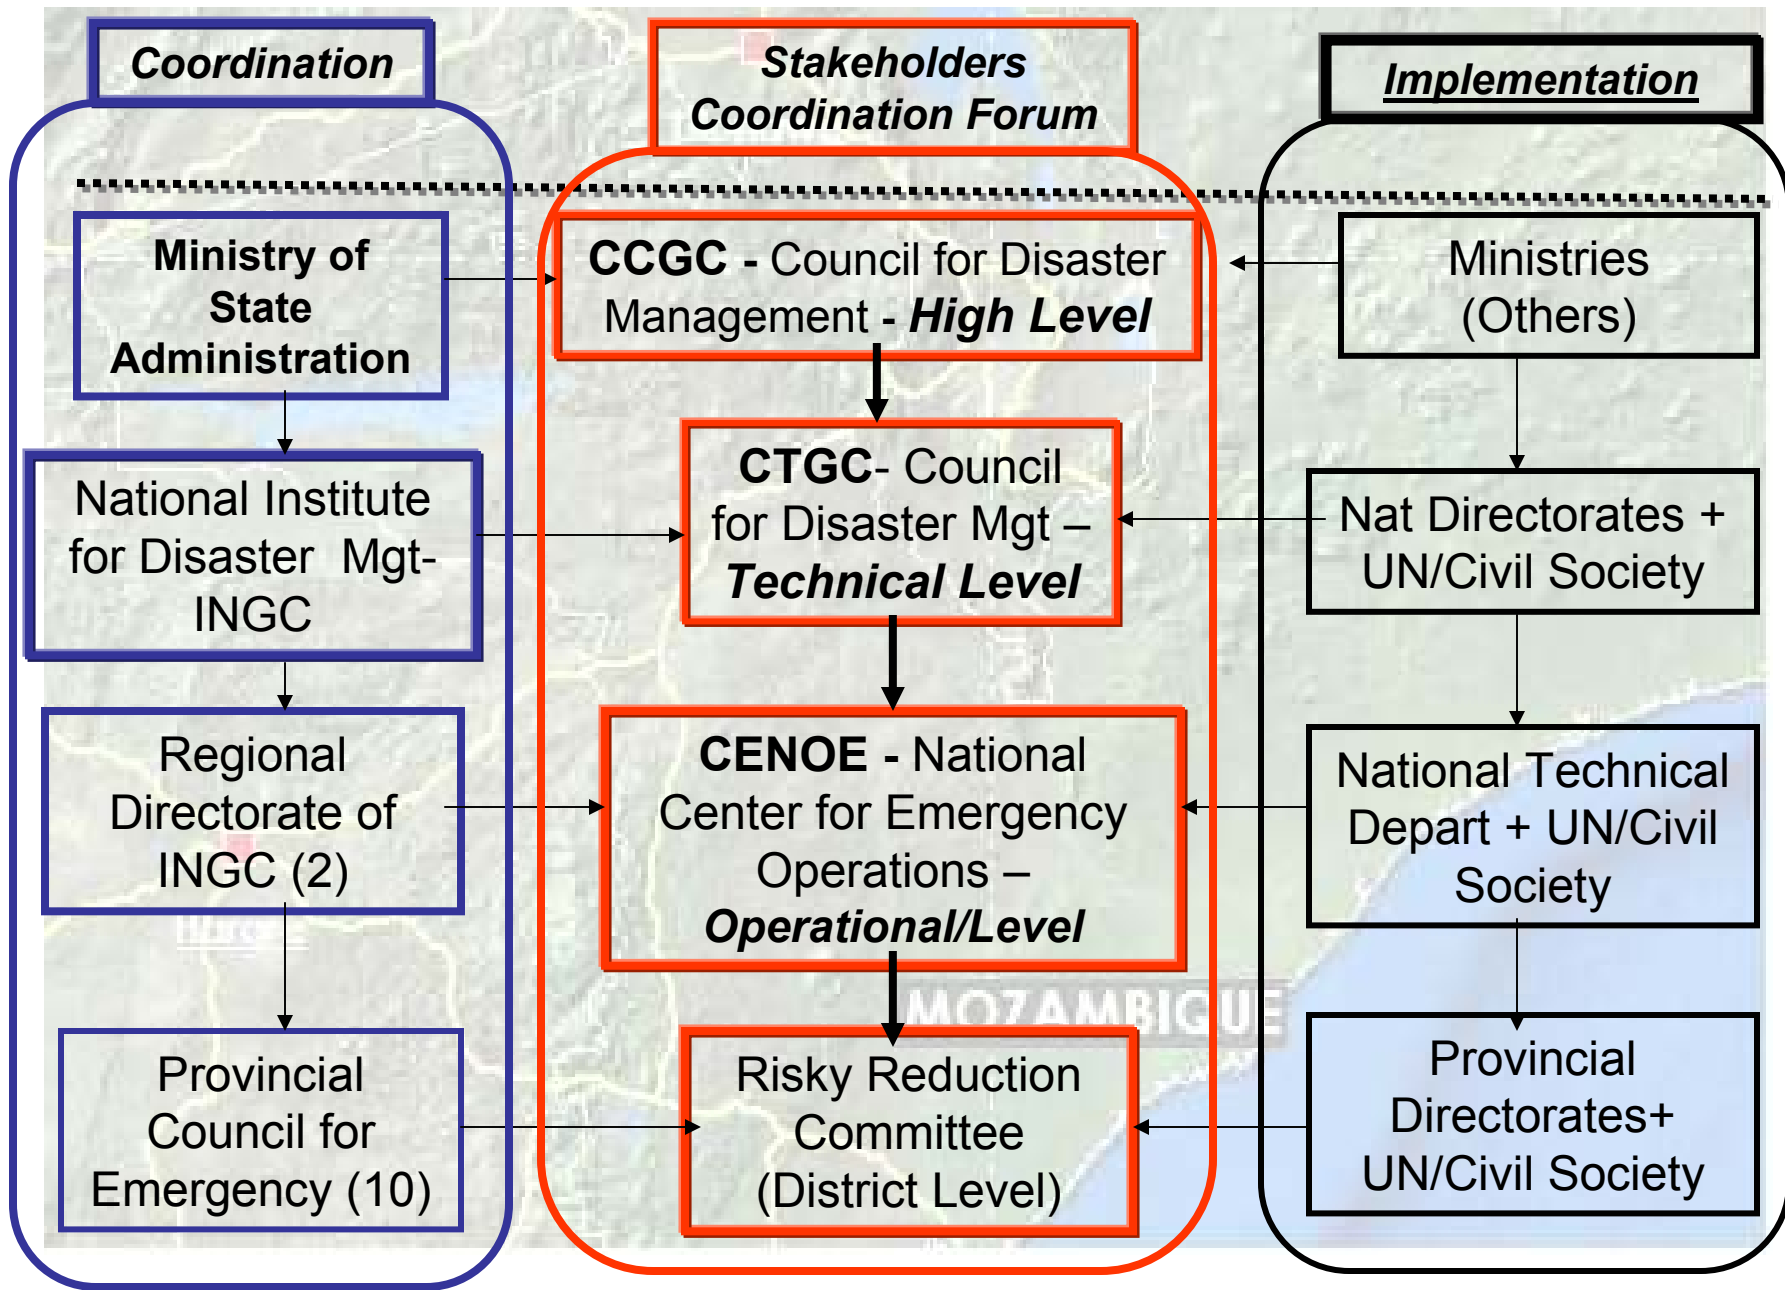 Coordination
Stakeholders
Coordination Forum
Implementation
Ministry of
State
Administration
CCGC - Council for Disaster
Management - High Level
Ministries
(Others)
National Institute
for Disaster Mgt-
INGC
CTGC- Council
for Disaster Mgt –
Technical Level
Nat Directorates +
UN/Civil Society
Regional
Directorate of
INGC (2)
CENOE - National
Center for Emergency
Operations –
Operational/Level
National Technical
Depart + UN/Civil
Society
MOZAMBIQUE
Provincial
Council for
Emergency (10)
Risky Reduction
Committee
(District Level)
Provincial
Directorates+
UN/Civil Society